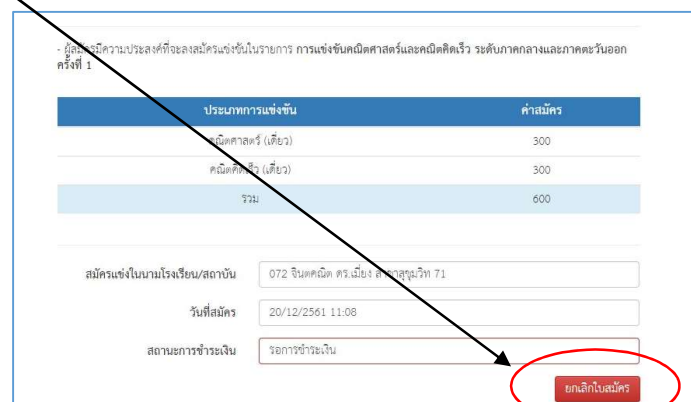 - ผู้สมัครมีความประสงค์ที่จะลงสมัครแข่งขันในรายการ การแข่งขันคณิตศาสตร์และคณิตคิดเร็ว ระดับภาคกลางและภาคตะวันออก
ครั้งที่ 1
ประเภทการแข่งขัน ค่าสมัคร
คณิตศาสตร์ (เดี่ยว) 300
คณิตคิดเร็ว (เดี่ยว) 300
รวม 600
สมัครแข่งในนามโรงเรียน/สถาบัน 072 จินตคณิต ดร.เมี่ยง สาขาสุขุมวิท 71
วันที่สมัคร 20/12/2561 11:08
สถานะการชำระเงิน รอการชำระเงิน
ยกเลิกใบสมัคร